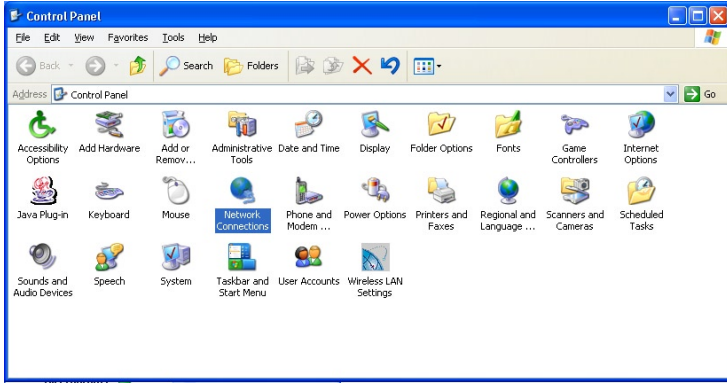 Control Panel
File Edit View Favorites Tools Help
Back Search Folders
Address Control Panel Go
Accessibility Options
Add Hardware
Add or Remov...
Administrative Tools
Date and Time
Display
Folder Options
Fonts
Game Controllers
Internet Options
Java Plug-in
Keyboard
Mouse
Network Connections
Phone and Modem ...
Power Options
Printers and Faxes
Regional and Language ...
Scanners and Cameras
Scheduled Tasks
Sounds and Audio Devices
Speech
System
Taskbar and Start Menu
User Accounts
Wireless LAN Settings